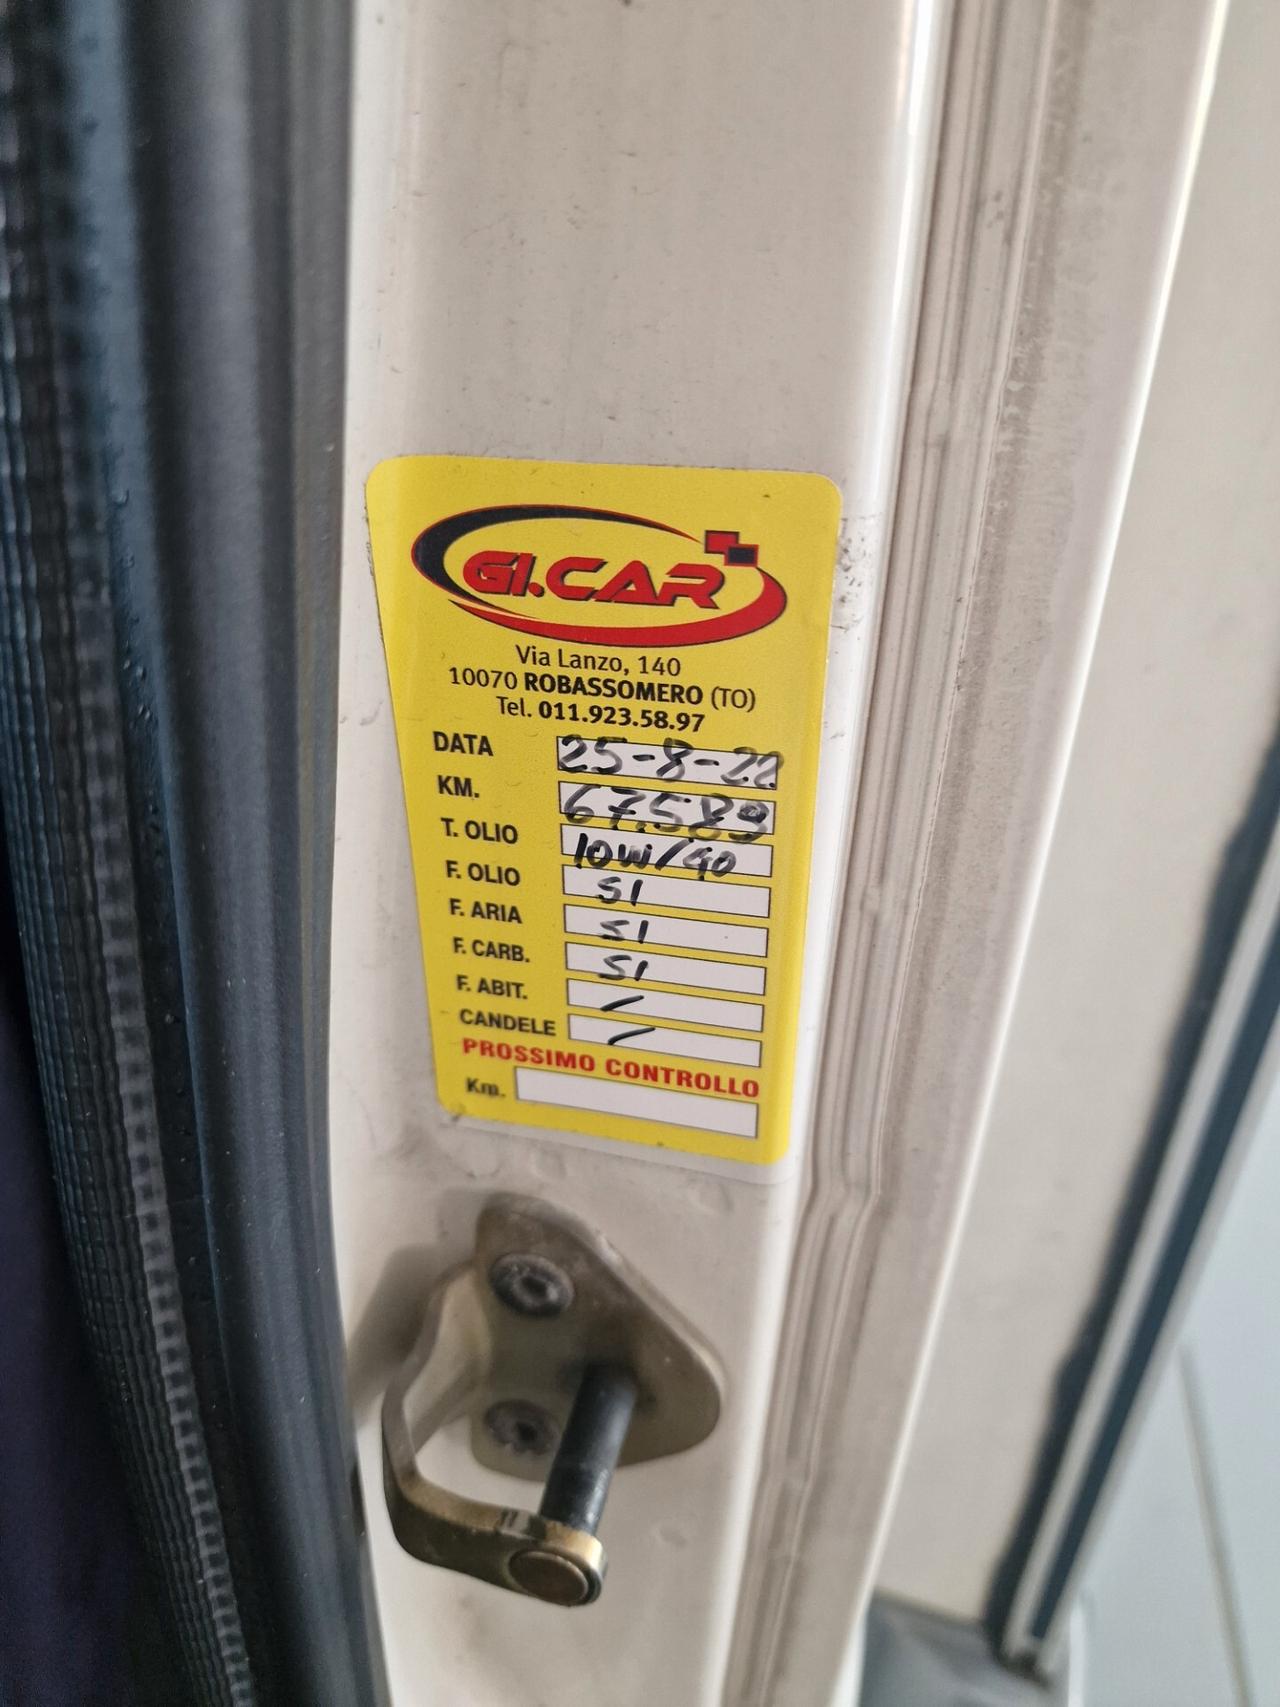 GI.CAR
Via Lanzo, 140
10070 ROBASSOMERO (TO)
Tel. 011.923.58.97
DATA 25-8-22
KM. 67.589
T. OLIO 10W/40
F. OLIO SI
F. ARIA SI
F. CARB. SI
F. ABIT. /
CANDELE /
PROSSIMO CONTROLLO
Km.